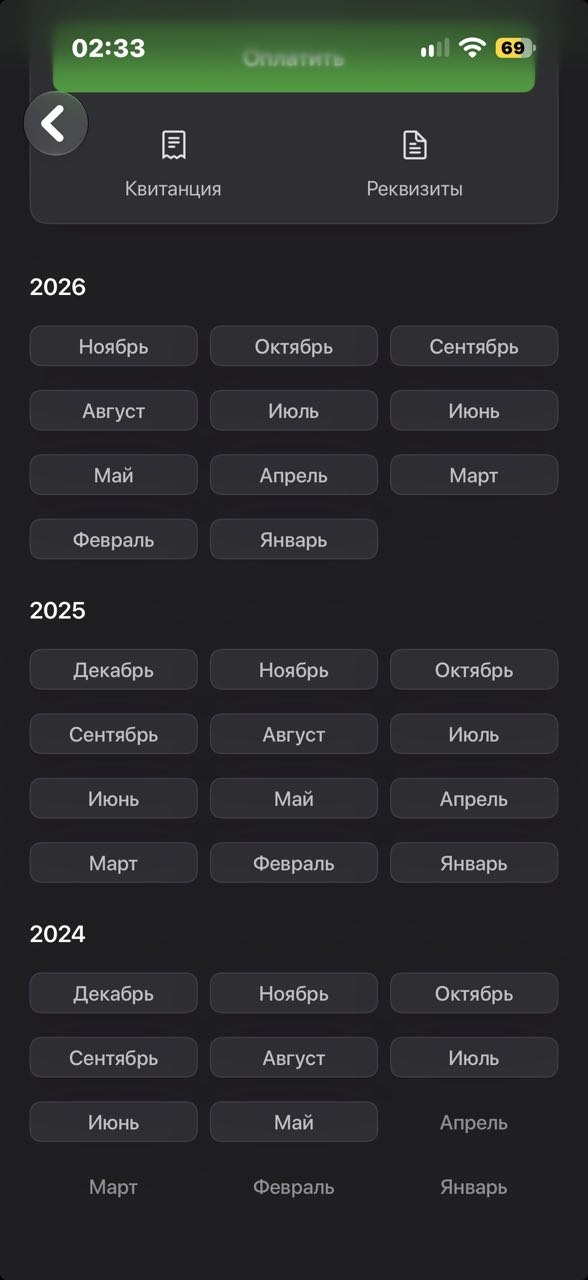 02:33 69
Оплатить
Квитанция Реквизиты
2026
Ноябрь Октябрь Сентябрь
Август Июль Июнь
Май Апрель Март
Февраль Январь
2025
Декабрь Ноябрь Октябрь
Сентябрь Август Июль
Июнь Май Апрель
Март Февраль Январь
2024
Декабрь Ноябрь Октябрь
Сентябрь Август Июль
Июнь Май Апрель
Март Февраль Январь